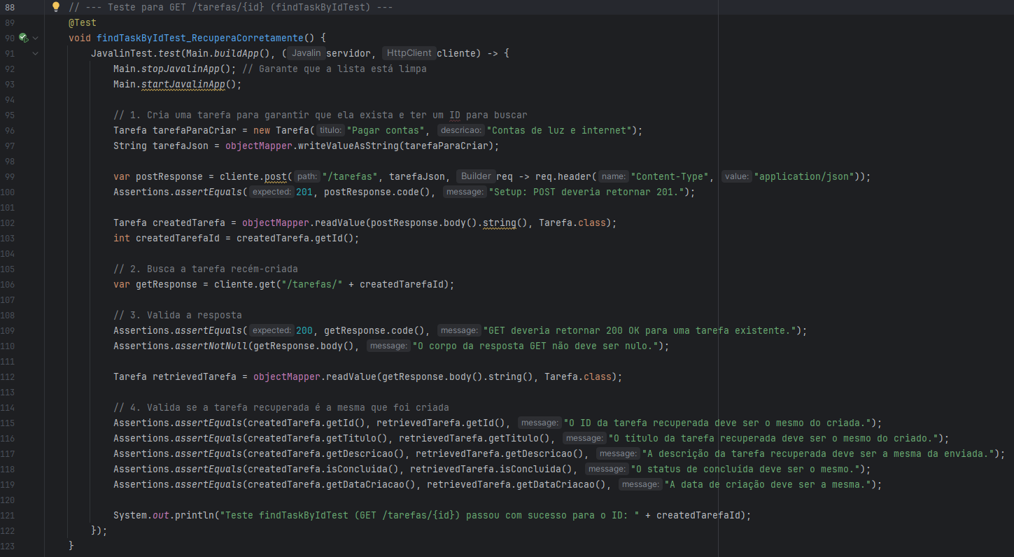 88 // --- Teste para GET /tarefas/{id} (findTaskByIdTest) ---
89 @Test
90 void findTaskByIdTest_RecuperaCorretamente() {
91 JavalinTest.test(Main.buildApp(), ( Javalin servidor, HttpClient cliente) -> {
92 Main.stopJavalinApp(); // Garante que a lista está limpa
93 Main.startJavalinApp();
94
95 // 1. Cria uma tarefa para garantir que ela exista e ter um ID para buscar
96 Tarefa tarefaParaCriar = new Tarefa( titulo: "Pagar contas", descricao: "Contas de luz e internet");
97 String tarefaJson = objectMapper.writeValueAsString(tarefaParaCriar);
98
99 var postResponse = cliente.post( path: "/tarefas", tarefaJson, Builder req -> req.header( name: "Content-Type", value: "application/json"));
100 Assertions.assertEquals( expected: 201, postResponse.code(), message: "Setup: POST deveria retornar 201.");
101
102 Tarefa createdTarefa = objectMapper.readValue(postResponse.body().string(), Tarefa.class);
103 int createdTarefaId = createdTarefa.getId();
104
105 // 2. Busca a tarefa recém-criada
106 var getResponse = cliente.get("/tarefas/" + createdTarefaId);
107
108 // 3. Valida a resposta
109 Assertions.assertEquals( expected: 200, getResponse.code(), message: "GET deveria retornar 200 OK para uma tarefa existente.");
110 Assertions.assertNotNull(getResponse.body(), message: "O corpo da resposta GET não deve ser nulo.");
111
112 Tarefa retrievedTarefa = objectMapper.readValue(getResponse.body().string(), Tarefa.class);
113
114 // 4. Valida se a tarefa recuperada é a mesma que foi criada
115 Assertions.assertEquals(createdTarefa.getId(), retrievedTarefa.getId(), message: "O ID da tarefa recuperada deve ser o mesmo do criada.");
116 Assertions.assertEquals(createdTarefa.getTitulo(), retrievedTarefa.getTitulo(), message: "O título da tarefa recuperada deve ser o mesmo do criado.");
117 Assertions.assertEquals(createdTarefa.getDescricao(), retrievedTarefa.getDescricao(), message: "A descrição da tarefa recuperada deve ser a mesma da enviada.");
118 Assertions.assertEquals(createdTarefa.isConcluida(), retrievedTarefa.isConcluida(), message: "O status de concluída deve ser o mesmo.");
119 Assertions.assertEquals(createdTarefa.getDataCriacao(), retrievedTarefa.getDataCriacao(), message: "A data de criação deve ser a mesma.");
120
121 System.out.println("Teste findTaskByIdTest (GET /tarefas/{id}) passou com sucesso para o ID: " + createdTarefaId);
122 });
123 }